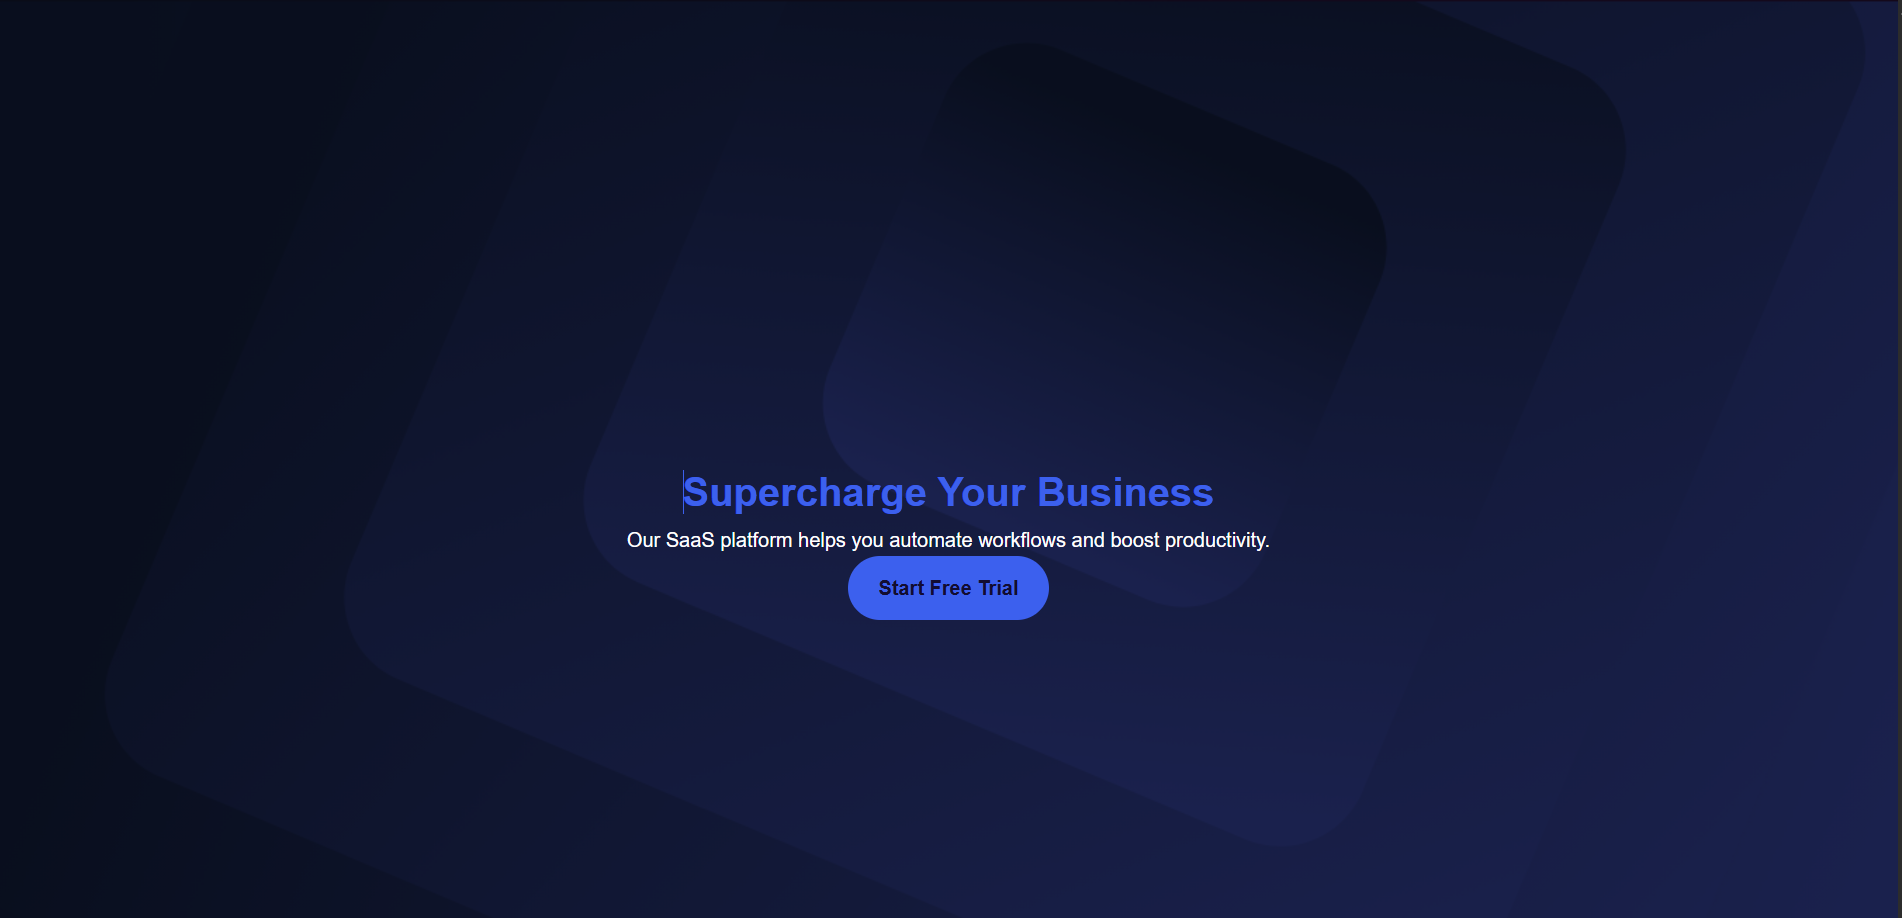 Supercharge Your Business
Our SaaS platform helps you automate workflows and boost productivity.
Start Free Trial